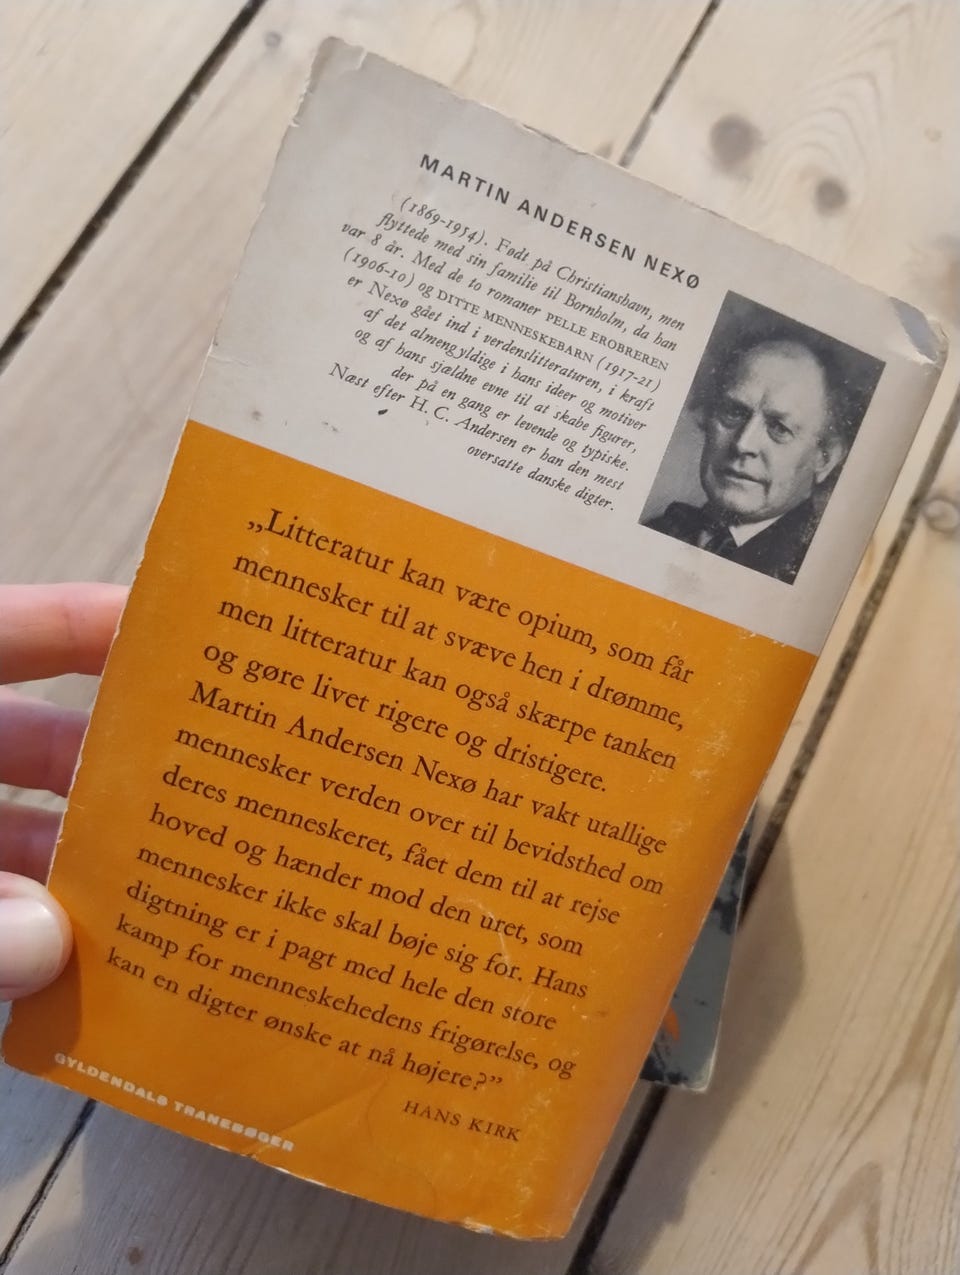 MARTIN ANDERSEN NEXØ
(1869-1954). Født på Christianshavn, men
flyttede med sin familie til Bornholm, da han
var 8 år. Med de to romaner PELLE EROBREREN
(1906-10) og DITTE MENNESKEBARN (1917-21)
er Nexø gået ind i verdenslitteraturen, i kraft
af det almengyldige i hans ideer og motiver
og af hans sjældne evne til at skabe figurer,
der på en gang er levende og typiske.
Næst efter H. C. Andersen er han den mest
oversatte danske digter.
„Litteratur kan være opium, som får
mennesker til at svæve hen i drømme,
men litteratur kan også skærpe tanken
og gøre livet rigere og dristigere.
Martin Andersen Nexø har vakt utallige
mennesker verden over til bevidsthed om
deres menneskeret, fået dem til at rejse
hoved og hænder mod den uret, som
mennesker ikke skal bøje sig for. Hans
digtning er i pagt med hele den store
kamp for menneskehedens frigørelse, og
kan en digter ønske at nå højere?”
HANS KIRK
GYLDENDALS TRANEBØGER